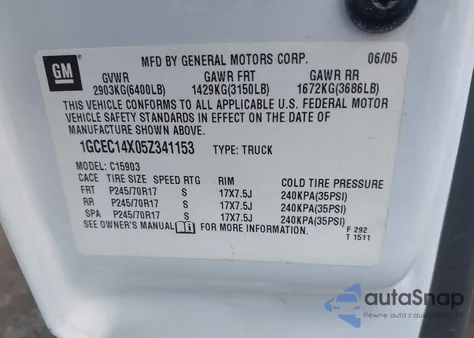 GM
MFD BY GENERAL MOTORS CORP. 06/05
GVWR GAWR FRT GAWR RR
2903KG(6400LB) 1429KG(3150LB) 1672KG(3686LB)
THIS VEHICLE CONFORMS TO ALL APPLICABLE U.S. FEDERAL MOTOR
VEHICLE SAFETY STANDARDS IN EFFECT ON THE DATE OF
MANUFACTURE SHOWN ABOVE.
1GCEC14X05Z341153 TYPE: TRUCK
MODEL: C15903
CACE TIRE SIZE SPEED RTG RIM COLD TIRE PRESSURE
FRT P245/70R17 S 17X7.5J 240KPA(35PSI)
RR P245/70R17 S 17X7.5J 240KPA(35PSI)
SPA P245/70R17 S 17X7.5J 240KPA(35PSI)
SEE OWNER'S MANUAL FOR MORE INFORMATION.
F 292
T 1511
autoSnap
Pewne auta z aukcji USA